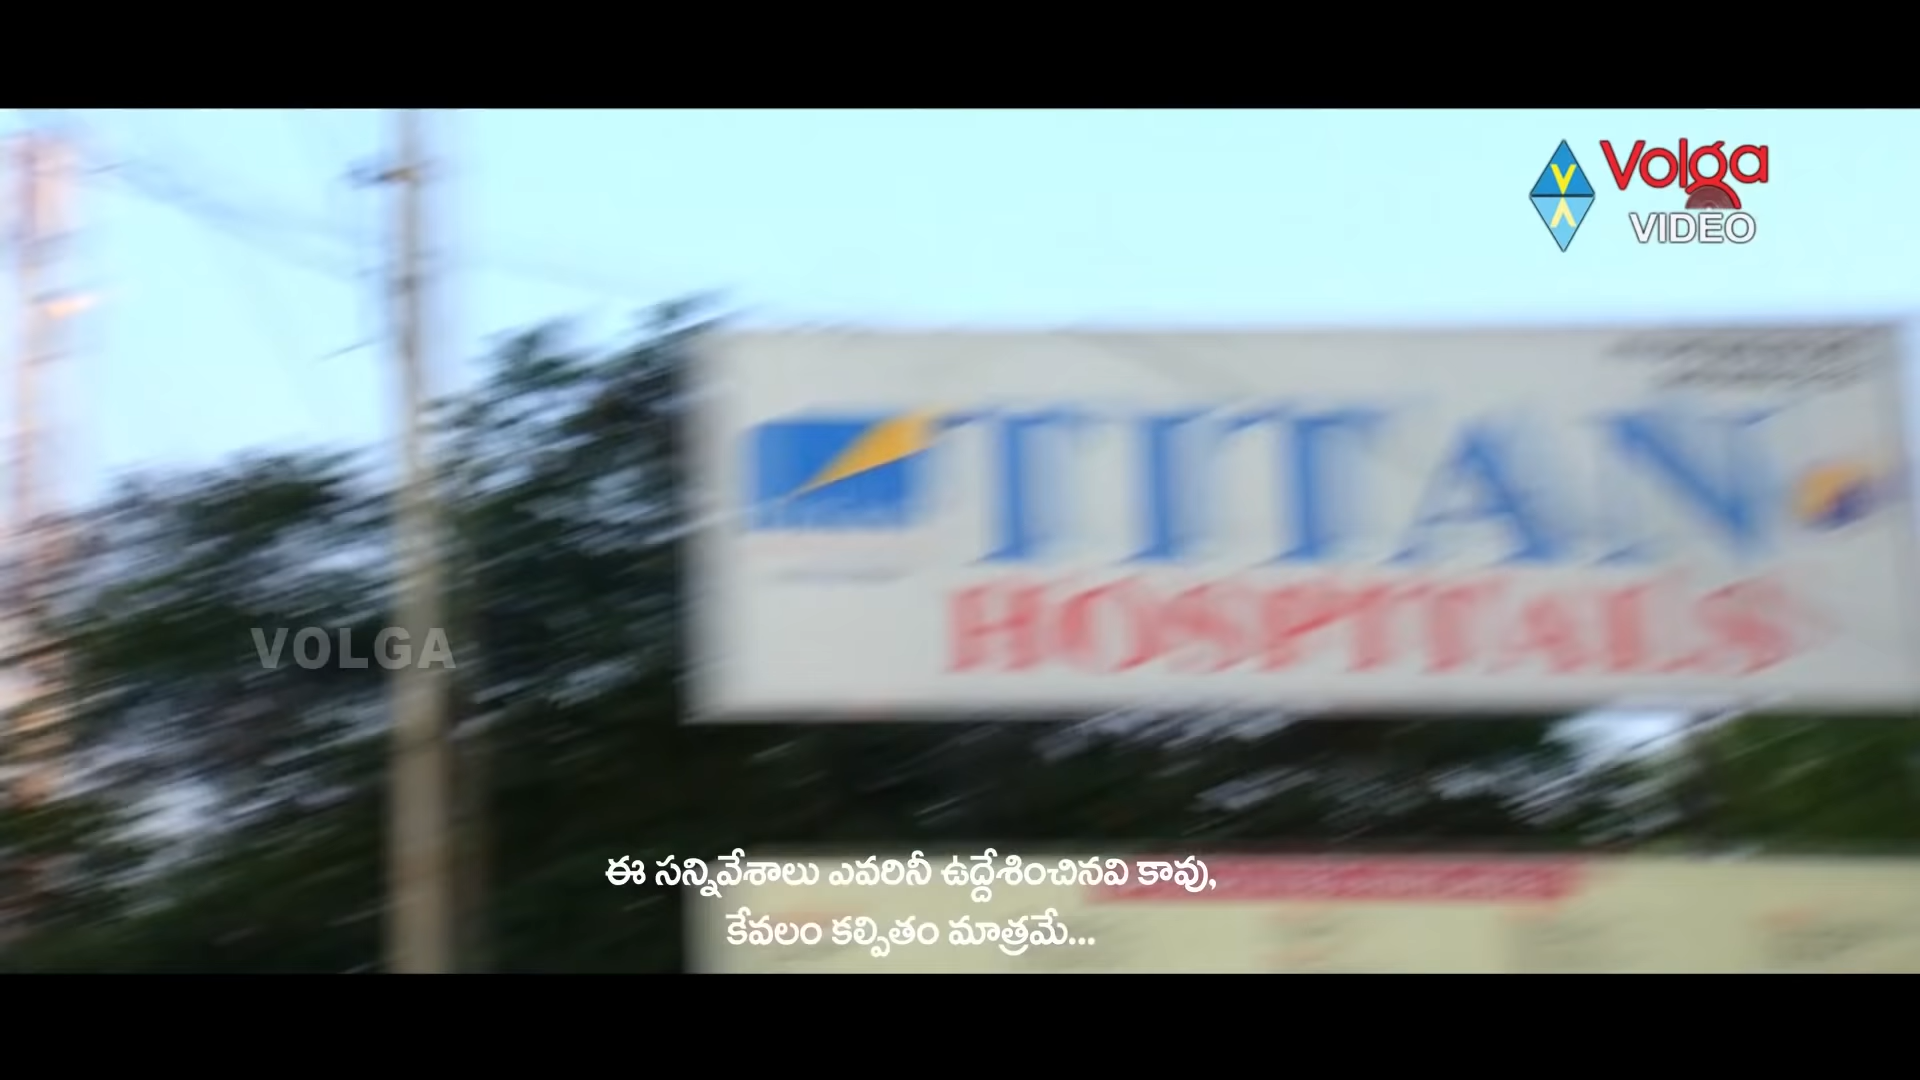 Volga
VIDEO
TITAN
HOSPITALS
VOLGA
ఈ సన్నివేశాలు ఎవరినీ ఉద్దేశించినవి కావు,
కేవలం కల్పితం మాత్రమే...